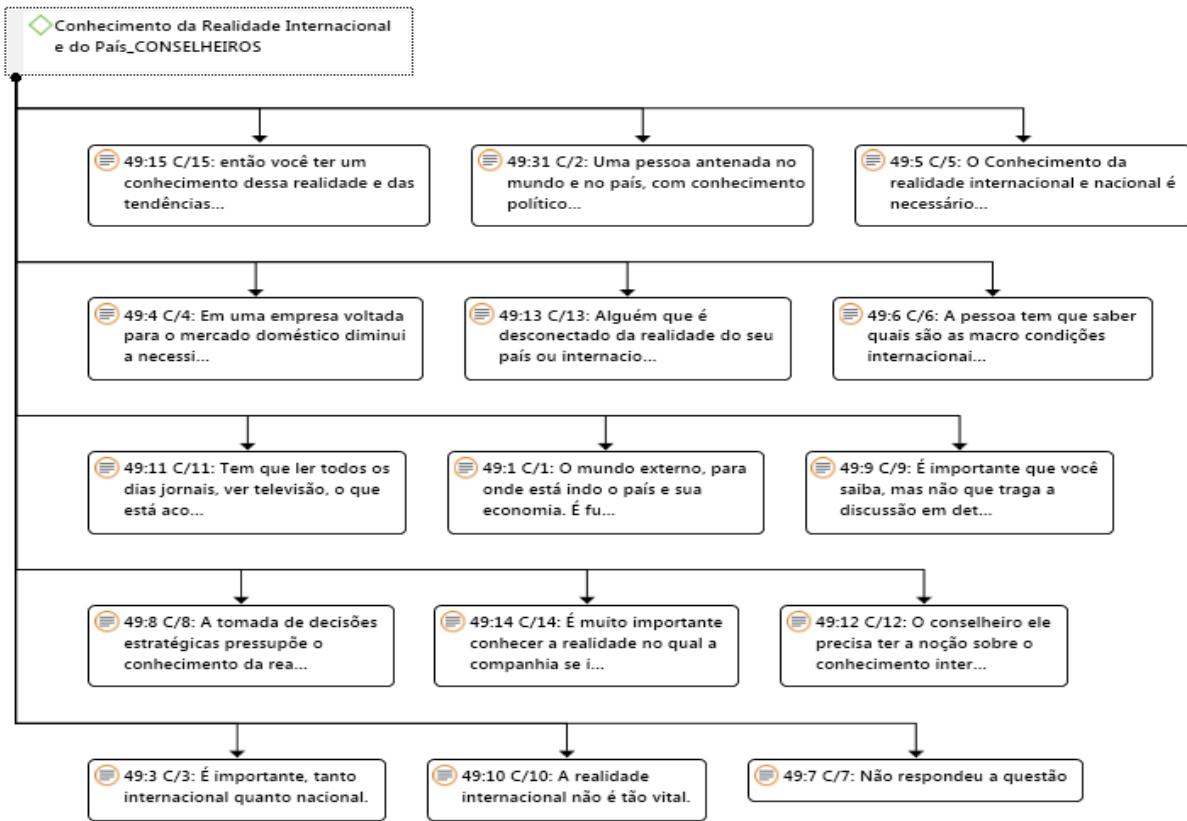 Conhecimento da Realidade Internacional
e do País_CONSELHEIROS
49:15 C/15: então você ter um
conhecimento dessa realidade e das
tendências...
49:31 C/2: Uma pessoa antenada no
mundo e no país, com conhecimento
político...
49:5 C/5: O Conhecimento da
realidade internacional e nacional é
necessário...
49:4 C/4: Em uma empresa voltada
para o mercado doméstico diminui
a necessi...
49:13 C/13: Alguém que é
desconectado da realidade do seu
país ou internacio...
49:6 C/6: A pessoa tem que saber
quais são as macro condições
internacionai...
49:11 C/11: Tem que ler todos os
dias jornais, ver televisão, o que
está aco...
49:1 C/1: O mundo externo, para
onde está indo o país e sua
economia. É fu...
49:9 C/9: É importante que você
saiba, mas não que traga a
discussão em det...
49:8 C/8: A tomada de decisões
estratégicas pressupõe o
conhecimento da rea...
49:14 C/14: É muito importante
conhecer a realidade no qual a
companhia se i...
49:12 C/12: O conselheiro ele
precisa ter a noção sobre o
conhecimento inter...
49:3 C/3: É importante, tanto
internacional quanto nacional.
49:10 C/10: A realidade
internacional não é tão vital.
49:7 C/7: Não respondeu a questão